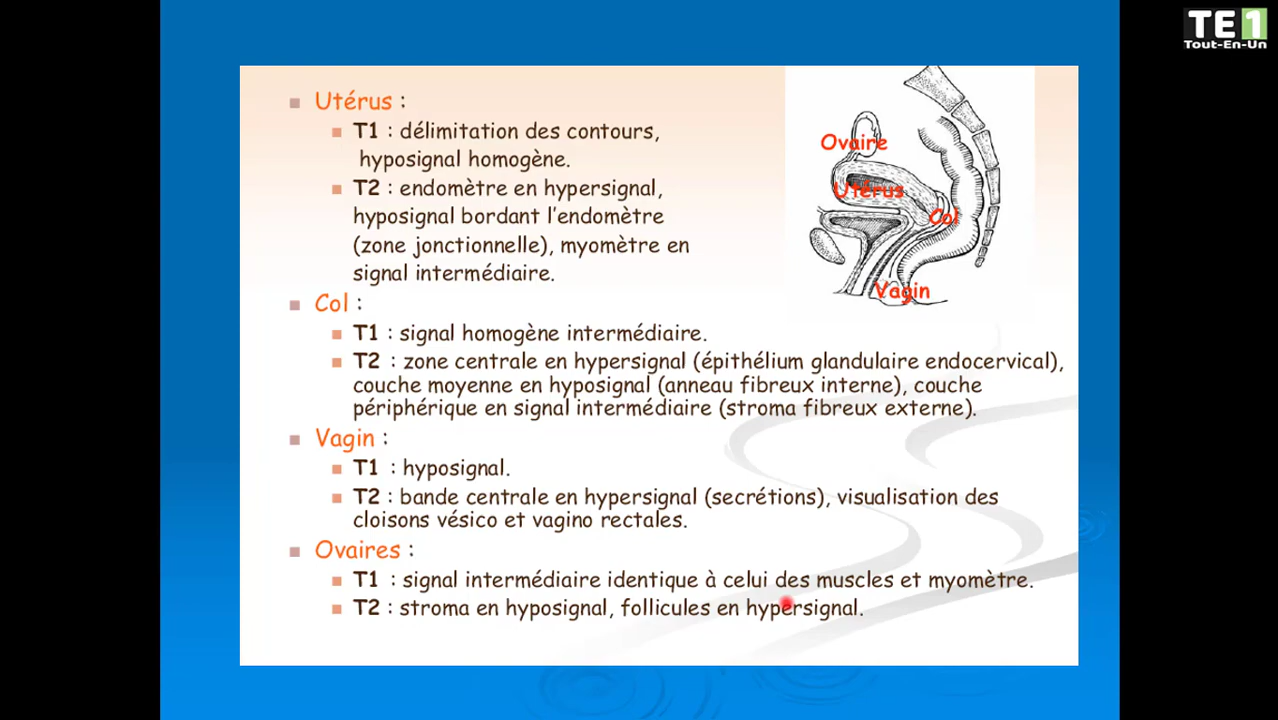 TE1
Tout-En-Un
Utérus :
T1 : délimitation des contours,
hyposignal homogène.
T2 : endomètre en hypersignal,
hyposignal bordant l'endomètre
(zone jonctionnelle), myomètre en
signal intermédiaire.
Ovaire
Utérus
Col
Vagin
Col :
T1 : signal homogène intermédiaire.
T2 : zone centrale en hypersignal (épithélium glandulaire endocervical),
couche moyenne en hyposignal (anneau fibreux interne), couche
périphérique en signal intermédiaire (stroma fibreux externe).
Vagin :
T1 : hyposignal.
T2 : bande centrale en hypersignal (secrétions), visualisation des
cloisons vésico et vagino rectales.
Ovaires :
T1 : signal intermédiaire identique à celui des muscles et myomètre.
T2 : stroma en hyposignal, follicules en hypersignal.